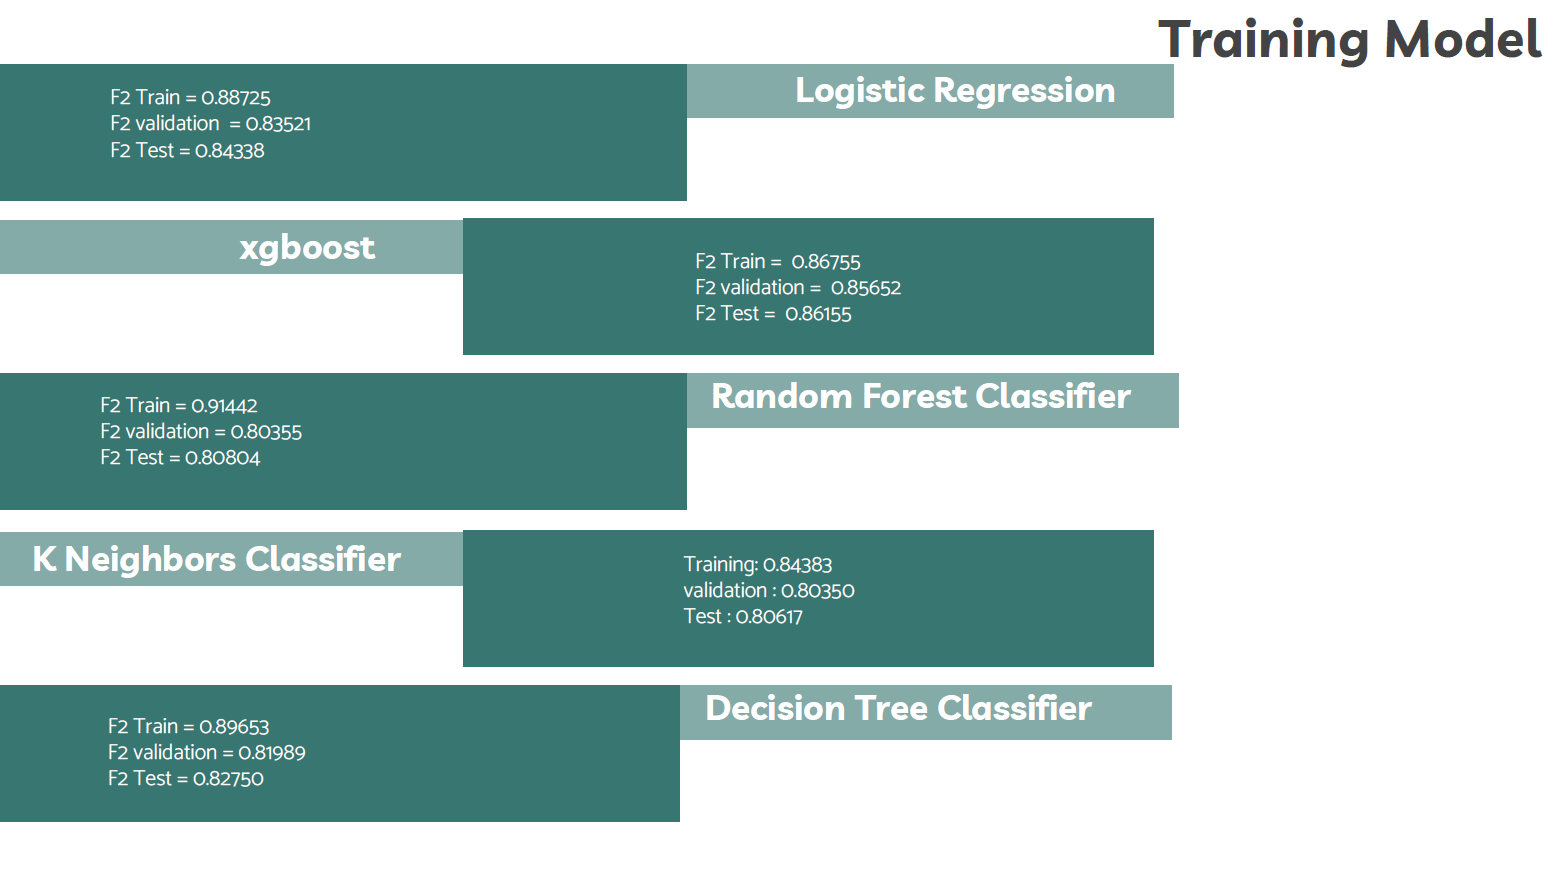 Training Model
Logistic Regression
F2 Train = 0.88725
F2 validation  = 0.83521
F2 Test = 0.84338
xgboost
F2 Train =  0.86755
F2 validation =  0.85652
F2 Test =  0.86155
Random Forest Classifier
F2 Train = 0.91442
F2 validation = 0.80355
F2 Test = 0.80804
K Neighbors Classifier
Training: 0.84383
validation : 0.80350
Test : 0.80617
Decision Tree Classifier
F2 Train = 0.89653
F2 validation = 0.81989
F2 Test = 0.82750